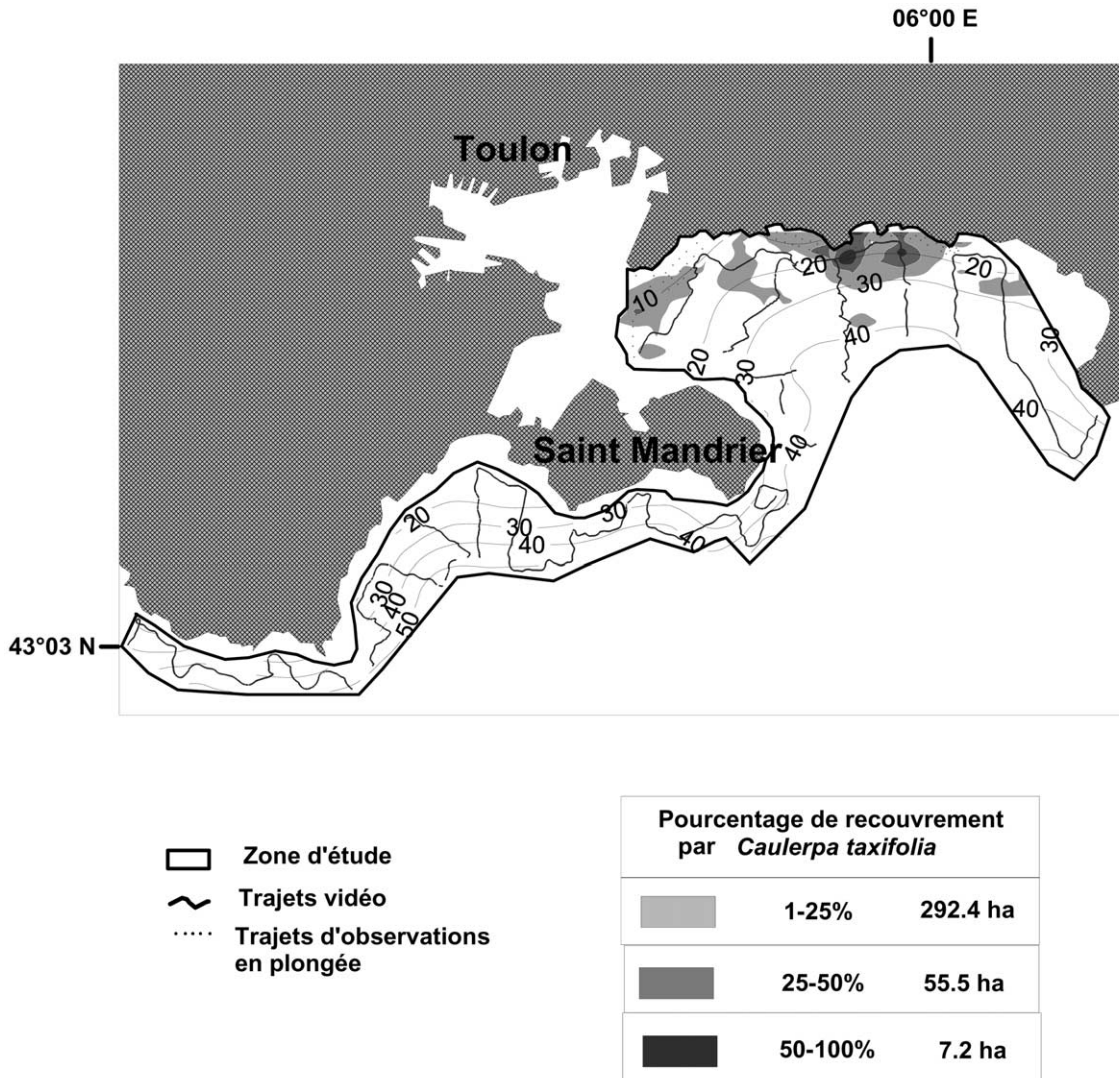 06°00 E
Toulon
20
20
10
30
40
20
30
30
40
Saint Mandrier
40
20
30
30
40
40
30
40
50
43°03 N
Zone d'étude
Trajets vidéo
Trajets d'observations
en plongée
Pourcentage de recouvrement
par Caulerpa taxifolia
1-25% 292.4 ha
25-50% 55.5 ha
50-100% 7.2 ha